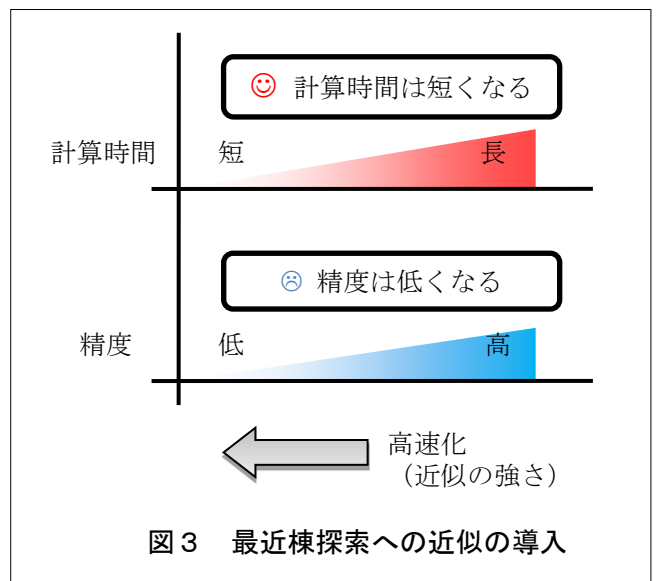 ☺ 計算時間は短くなる
計算時間 短 長
☹ 精度は低くなる
精度 低 高
高速化
（近似の強さ）
図３ 最近棟探索への近似の導入